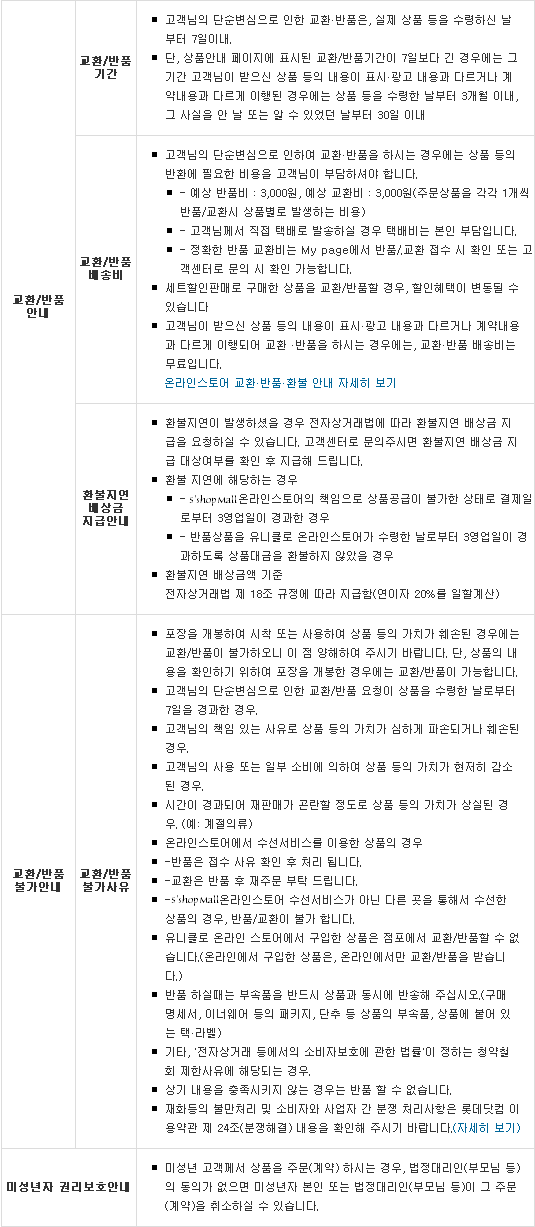 교환/반품
안내
교환/반품
기간
고객님의 단순변심으로 인한 교환·반품은, 실제 상품 등을 수령하신 날
부터 7일이내.
단, 상품안내 페이지에 표시된 교환/반품기간이 7일보다 긴 경우에는 그
기간 고객님이 받으신 상품 등의 내용이 표시·광고 내용과 다르거나 계
약내용과 다르게 이행된 경우에는 상품 등을 수령한 날부터 3개월 이내,
그 사실을 안 날 또는 알 수 있었던 날부터 30일 이내
교환/반품
배송비
고객님의 단순변심으로 인하여 교환·반품을 하시는 경우에는 상품 등의
반환에 필요한 비용을 고객님이 부담하셔야 합니다.
- 예상 반품비 : 3,000원, 예상 교환비 : 3,000원(주문상품을 각각 1개씩
반품/교환시 상품별로 발생하는 비용)
- 고객님께서 직접 택배로 발송하실 경우 택배비는 본인 부담입니다.
- 정확한 반품 교환비는 My page에서 반품/.교환 접수 시 확인 또는 고
객센터로 문의 시 확인 가능합니다.
세트할인판매로 구매한 상품을 교환/반품할 경우, 할인혜택이 변동될 수
있습니다
고객님이 받으신 상품 등의 내용이 표시·광고 내용과 다르거나 계약내용
과 다르게 이행되어 교환 ·반품을 하시는 경우에는, 교환·반품 배송비는
무료입니다.
온라인스토어 교환·반품·환불 안내 자세히 보기
환불지연
배상금
지급안내
환불지연이 발생하셨을 경우 전자상거래법에 따라 환불지연 배상금 지
급을 요청하실 수 있습니다. 고객센터로 문의주시면 환불지연 배상금 지
급 대상여부를 확인 후 지급해 드립니다.
환불 지연에 해당하는 경우
- s'shopMall온라인스토어의 책임으로 상품공급이 불가한 상태로 결제일
로부터 3영업일이 경과한 경우
- 반품상품을 유니클로 온라인스토어가 수령한 날로부터 3영업일이 경
과하도록 상품대금을 환불하지 않았을 경우
환불지연 배상금액 기준
전자상거래법 제 18조 규정에 따라 지급함(연이자 20%를 일할계산)
교환/반품
불가안내
교환/반품
불가사유
포장을 개봉하여 시착 또는 사용하여 상품 등의 가치가 훼손된 경우에는
교환/반품이 불가하오니 이 점 양해하여 주시기 바랍니다. 단, 상품의 내
용을 확인하기 위하여 포장을 개봉한 경우에는 교환/반품이 가능합니다.
고객님의 단순변심으로 인한 교환/반품 요청이 상품을 수령한 날로부터
7일을 경과한 경우.
고객님의 책임 있는 사유로 상품 등의 가치가 심하게 파손되거나 훼손된
경우.
고객님의 사용 또는 일부 소비에 의하여 상품 등의 가치가 현저히 감소
된 경우.
시간이 경과되어 재판매가 곤란할 정도로 상품 등의 가치가 상실된 경
우. (예: 계절의류)
온라인스토어에서 수선서비스를 이용한 상품의 경우
-반품은 접수 사유 확인 후 처리 됩니다.
-교환은 반품 후 재주문 부탁 드립니다.
-s'shopMall온라인스토어 수선서비스가 아닌 다른 곳을 통해서 수선한
상품의 경우, 반품/교환이 불가 합니다.
유니클로 온라인 스토어에서 구입한 상품은 점포에서 교환/반품할 수 없
습니다.(온라인에서 구입한 상품은, 온라인에서만 교환/반품을 받습니
다.)
반품 하실때는 부속품을 반드시 상품과 동시에 반송해 주십시오.(구매
명세서, 이너웨어 등의 패키지, 단추 등 상품의 부속품, 상품에 붙어 있
는 택·라벨)
기타, '전자상거래 등에서의 소비자보호에 관한 법률'이 정하는 청약철
회 제한사유에 해당되는 경우.
상기 내용을 충족시키지 않는 경우는 반품 할 수 없습니다.
재화등의 불만처리 및 소비자와 사업자 간 분쟁 처리사항은 롯데닷컴 이
용약관 제 24조(분쟁해결) 내용을 확인해 주시기 바랍니다.(자세히 보기)
미성년자 권리보호안내
미성년 고객께서 상품을 주문(계약) 하시는 경우, 법정대리인(부모님 등)
의 동의가 없으면 미성년자 본인 또는 법정대리인(부모님 등)이 그 주문
(계약)을 취소하실 수 있습니다.